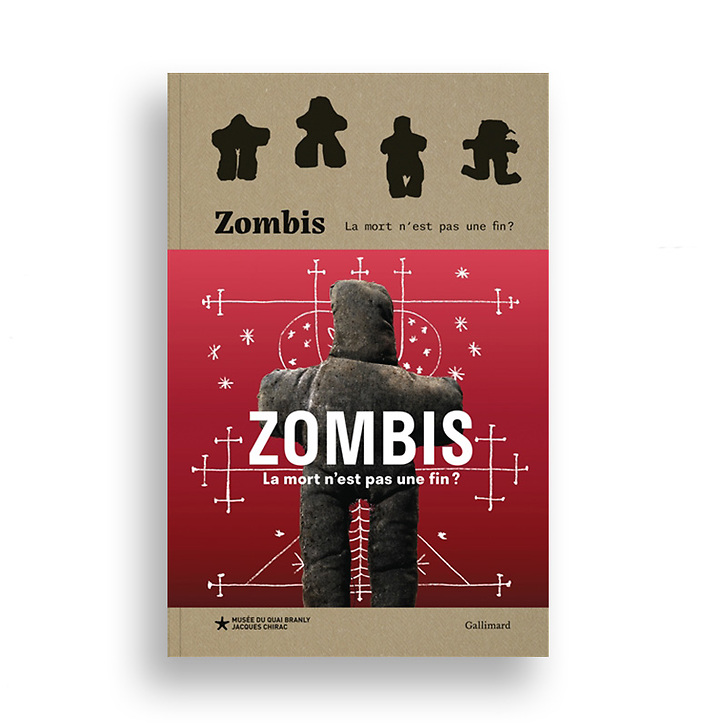 Zombis
La mort n'est pas une fin ?
ZOMBIS
La mort n'est pas une fin ?
MUSÉE DU QUAI BRANLY
JACQUES CHIRAC
Gallimard